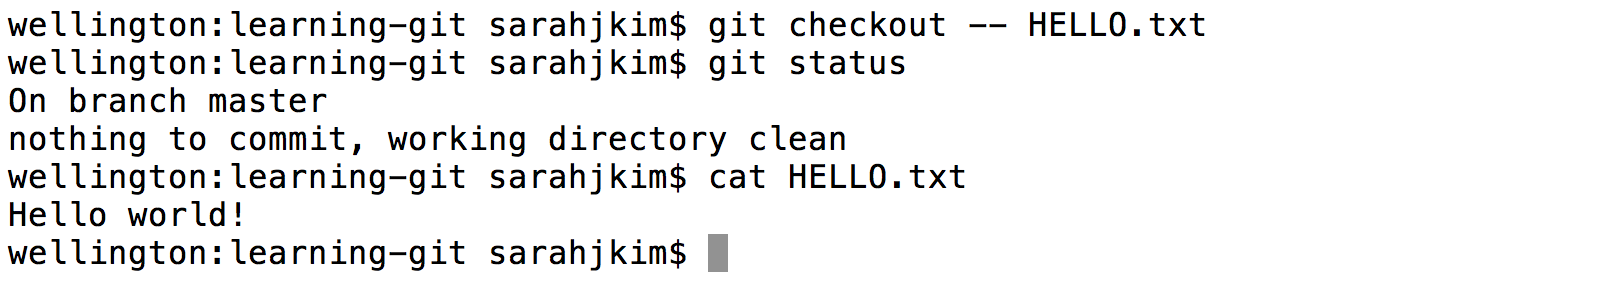 wellington:learning-git sarahjkim$ git checkout -- HELLO.txt
wellington:learning-git sarahjkim$ git status
On branch master
nothing to commit, working directory clean
wellington:learning-git sarahjkim$ cat HELLO.txt
Hello world!
wellington:learning-git sarahjkim$